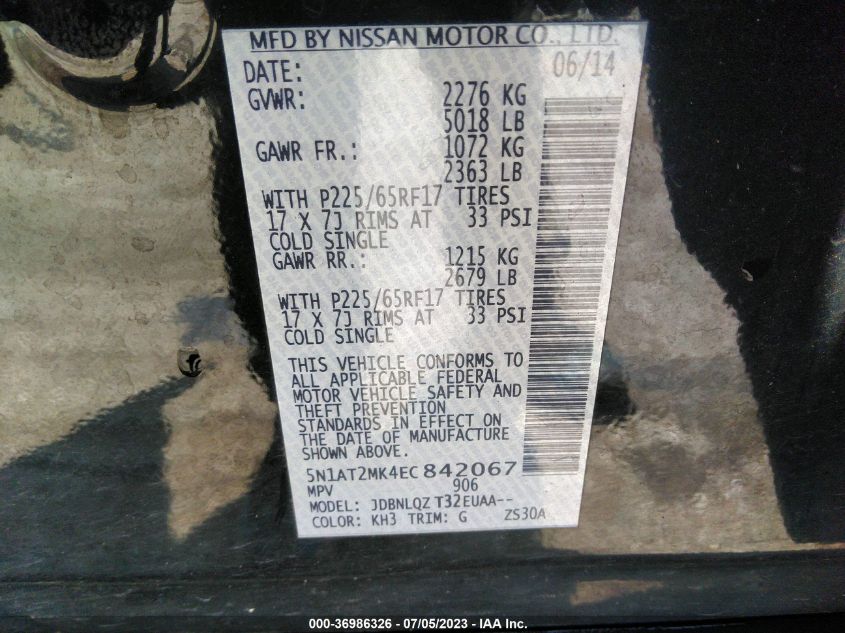 MFD BY NISSAN MOTOR CO., LTD.
DATE: 06/14
GVWR: 2276 KG
5018 LB
GAWR FR.: 1072 KG
2363 LB
WITH P225/65RF17 TIRES
17 X 7J RIMS AT 33 PSI
COLD SINGLE
GAWR RR.: 1215 KG
2679 LB
WITH P225/65RF17 TIRES
17 X 7J RIMS AT 33 PSI
COLD SINGLE
THIS VEHICLE CONFORMS TO
ALL APPLICABLE FEDERAL
MOTOR VEHICLE SAFETY AND
THEFT PREVENTION
STANDARDS IN EFFECT ON
THE DATE OF MANUFACTURE
SHOWN ABOVE.
5N1AT2MK4EC842067
MPV 906
MODEL: JDBNLQZ T32EUAA--
COLOR: KH3 TRIM: G ZS30A
000-36986326 - 07/05/2023 - IAA Inc.